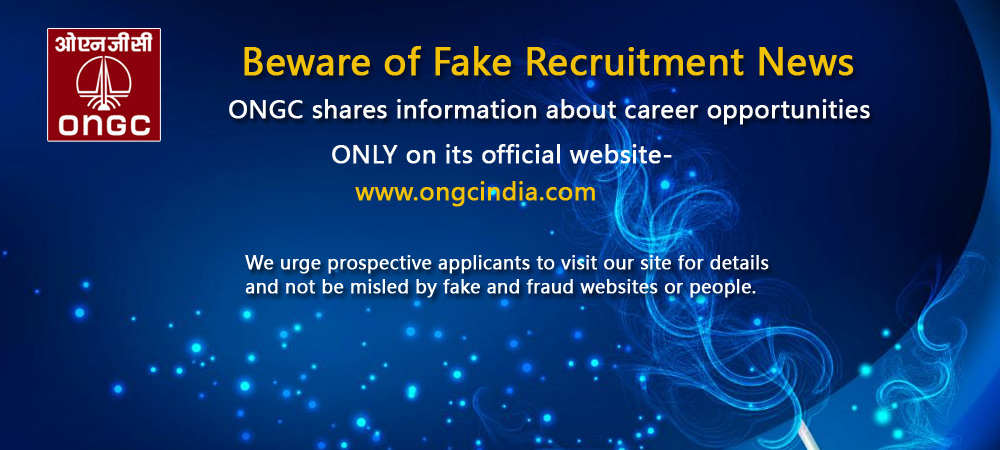 ओएनजीसी
ONGC
Beware of Fake Recruitment News
ONGC shares information about career opportunities
ONLY on its official website-
www.ongcindia.com
We urge prospective applicants to visit our site for details
and not be misled by fake and fraud websites or people.